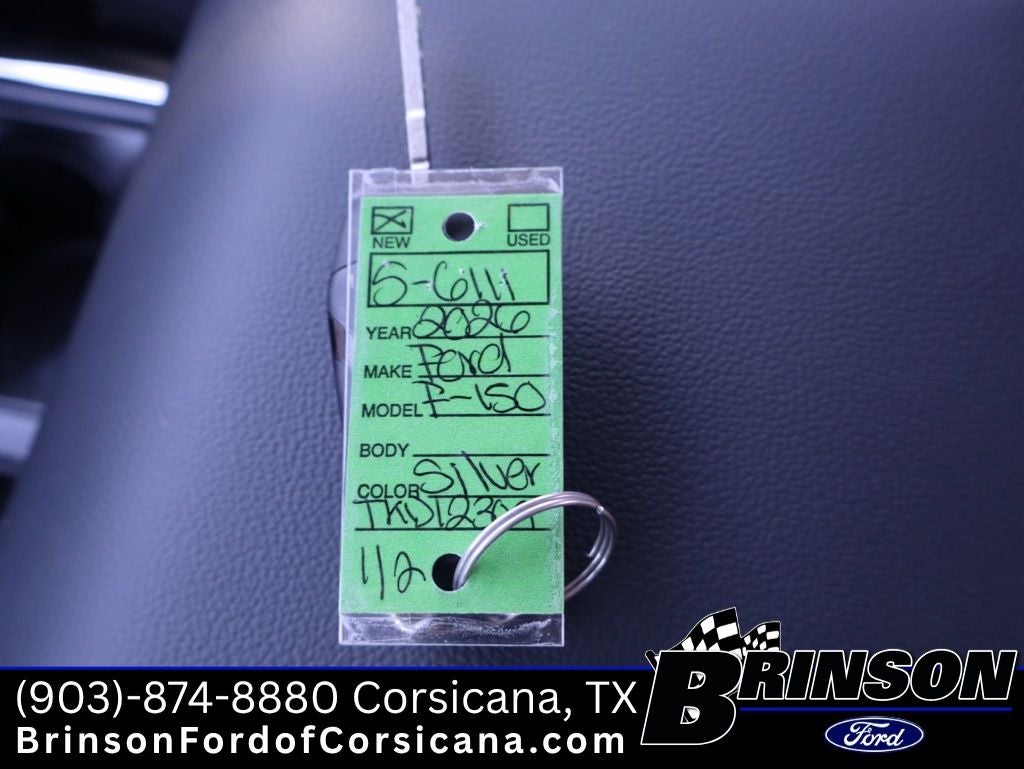 NEW USED
S-6111
YEAR 2026
MAKE Ford
MODEL F-150
BODY
COLOR Silver
1/2
(903)-874-8880 Corsicana, TX
BrinsonFordofCorsicana.com
BRINSON
Ford